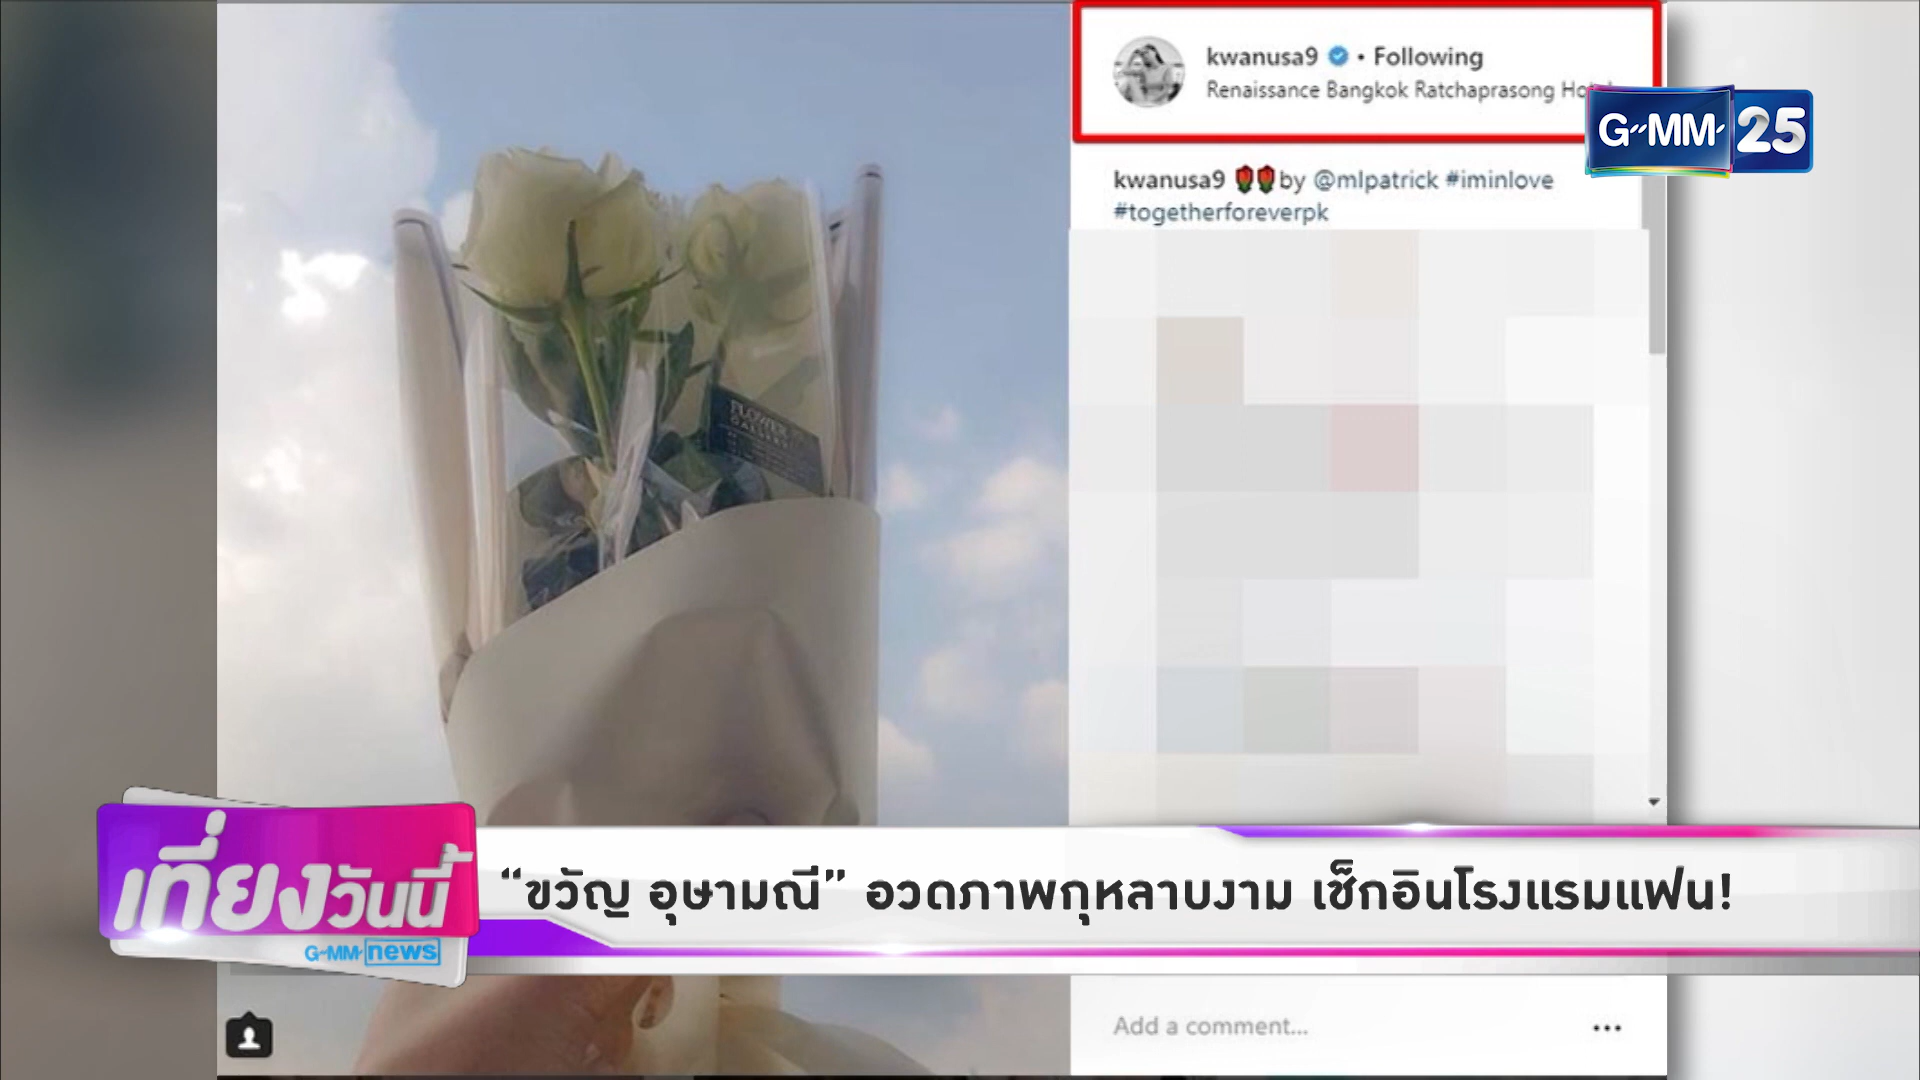 kwanusa9 • Following
Renaissance Bangkok Ratchaprasong
G-MM 25
kwanusa9 🌹🌹by @mlpatrick #iminlove
#togetherforeverpk
FLOWER
GALLERY
เที่ยงวันนี้
G-MM news
“ขวัญ อุษามณี” อวดภาพกุหลาบงาม เช็กอินโรงแรมแฟน!
Add a comment...